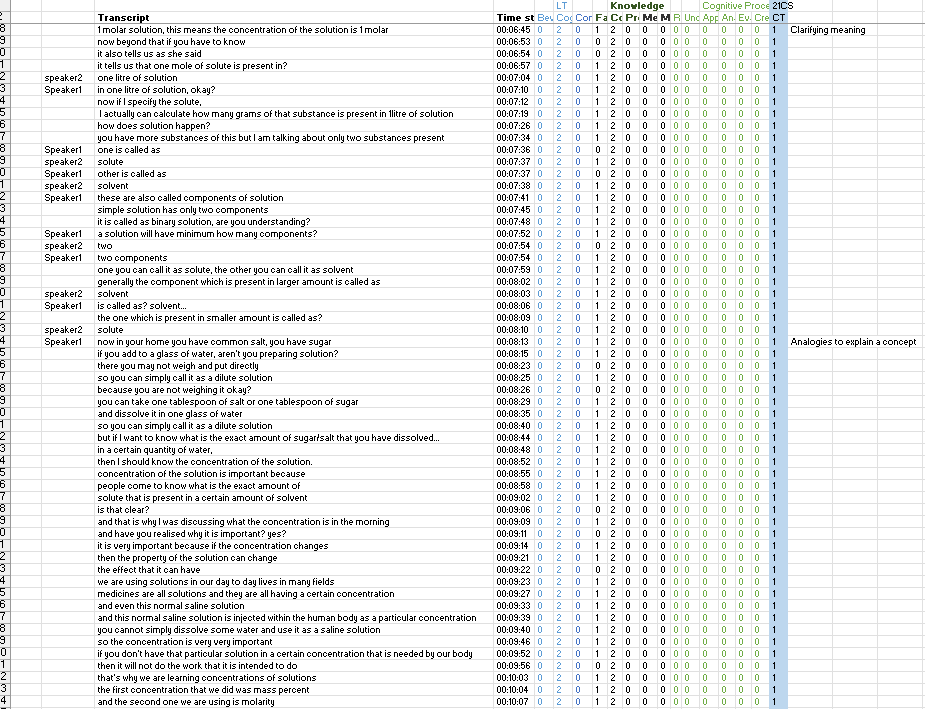 LT Knowledge Cognitive Proce 21CS
Transcript Time st Bev Cog Cor Fa Co Pro Me M R Unc App An Ev Cre CT
1 molar solution, this means the concentration of the solution is 1 molar 00:06:45 0 2 0 1 2 0 0 0 0 0 0 0 0 0 1 Clarifying meaning
now beyond that if you have to know 00:06:53 0 2 0 0 2 0 0 0 0 0 0 0 0 0 1
it also tells us as she said 00:06:54 0 2 0 0 2 0 0 0 0 0 0 0 0 0 1
it tells us that one mole of solute is present in? 00:06:57 0 2 0 1 2 0 0 0 0 0 0 0 0 0 1
speaker2 one litre of solution 00:07:04 0 2 0 1 2 0 0 0 0 0 0 0 0 0 1
Speaker1 in one litre of solution, okay? 00:07:10 0 2 0 1 2 0 0 0 0 0 0 0 0 0 1
now if I specify the solute, 00:07:12 0 2 0 1 2 0 0 0 0 0 0 0 0 0 1
I actually can calculate how many grams of that substance is present in 1litre of solution 00:07:19 0 2 0 1 2 0 0 0 0 0 0 0 0 0 1
how does solution happen? 00:07:26 0 2 0 1 2 0 0 0 0 0 0 0 0 0 1
you have more substances of this but I am talking about only two substances present 00:07:34 0 2 0 1 2 0 0 0 0 0 0 0 0 0 1
Speaker1 one is called as 00:07:36 0 2 0 0 2 0 0 0 0 0 0 0 0 0 1
speaker2 solute 00:07:37 0 2 0 1 2 0 0 0 0 0 0 0 0 0 1
Speaker1 other is called as 00:07:37 0 2 0 0 2 0 0 0 0 0 0 0 0 0 1
speaker2 solvent 00:07:38 0 2 0 1 2 0 0 0 0 0 0 0 0 0 1
Speaker1 these are also called components of solution 00:07:41 0 2 0 1 2 0 0 0 0 0 0 0 0 0 1
simple solution has only two components 00:07:45 0 2 0 1 2 0 0 0 0 0 0 0 0 0 1
it is called as binary solution, are you understanding? 00:07:48 0 2 0 1 2 0 0 0 0 0 0 0 0 0 1
Speaker1 a solution will have minimum how many components? 00:07:52 0 2 0 1 2 0 0 0 0 0 0 0 0 0 1
speaker2 two 00:07:54 0 2 0 0 2 0 0 0 0 0 0 0 0 0 1
Speaker1 two components 00:07:54 0 2 0 1 2 0 0 0 0 0 0 0 0 0 1
one you can call it as solute, the other you can call it as solvent 00:07:59 0 2 0 1 2 0 0 0 0 0 0 0 0 0 1
generally the component which is present in larger amount is called as 00:08:02 0 2 0 1 2 0 0 0 0 0 0 0 0 0 1
speaker2 solvent 00:08:03 0 2 0 1 2 0 0 0 0 0 0 0 0 0 1
Speaker1 is called as? solvent... 00:08:06 0 2 0 1 2 0 0 0 0 0 0 0 0 0 1
the one which is present in smaller amount is called as? 00:08:09 0 2 0 1 2 0 0 0 0 0 0 0 0 0 1
speaker2 solute 00:08:10 0 2 0 1 2 0 0 0 0 0 0 0 0 0 1
Speaker1 now in your home you have common salt, you have sugar 00:08:13 0 2 0 1 2 0 0 0 0 0 0 0 0 0 1 Analogies to explain a concept
if you add to a glass of water, aren't you preparing solution? 00:08:15 0 2 0 1 2 0 0 0 0 0 0 0 0 0 1
there you may not weigh and put directly 00:08:23 0 2 0 0 2 0 0 0 0 0 0 0 0 0 1
so you can simply call it as a dilute solution 00:08:25 0 2 0 1 2 0 0 0 0 0 0 0 0 0 1
because you are not weighing it okay? 00:08:26 0 2 0 0 2 0 0 0 0 0 0 0 0 0 1
you can take one tablespoon of salt or one tablespoon of sugar 00:08:29 0 2 0 1 2 0 0 0 0 0 0 0 0 0 1
and dissolve it in one glass of water 00:08:35 0 2 0 1 2 0 0 0 0 0 0 0 0 0 1
so you can simply call it as a dilute solution 00:08:40 0 2 0 1 2 0 0 0 0 0 0 0 0 0 1
but if I want to know what is the exact amount of sugar/salt that you have dissolved... 00:08:44 0 2 0 1 2 0 0 0 0 0 0 0 0 0 1
in a certain quantity of water, 00:08:48 0 2 0 1 2 0 0 0 0 0 0 0 0 0 1
then I should know the concentration of the solution. 00:08:52 0 2 0 1 2 0 0 0 0 0 0 0 0 0 1
concentration of the solution is important because 00:08:55 0 2 0 1 2 0 0 0 0 0 0 0 0 0 1
people come to know what is the exact amount of 00:08:58 0 2 0 1 2 0 0 0 0 0 0 0 0 0 1
solute that is present in a certain amount of solvent 00:09:02 0 2 0 1 2 0 0 0 0 0 0 0 0 0 1
is that clear? 00:09:06 0 2 0 0 2 0 0 0 0 0 0 0 0 0 1
and that is why I was discussing what the concentration is in the morning 00:09:09 0 2 0 1 2 0 0 0 0 0 0 0 0 0 1
and have you realised why it is important? yes? 00:09:11 0 2 0 0 2 0 0 0 0 0 0 0 0 0 1
it is very important because if the concentration changes 00:09:14 0 2 0 1 2 0 0 0 0 0 0 0 0 0 1
then the property of the solution can change 00:09:21 0 2 0 1 2 0 0 0 0 0 0 0 0 0 1
the effect that it can have 00:09:22 0 2 0 0 2 0 0 0 0 0 0 0 0 0 1
we are using solutions in our day to day lives in many fields 00:09:23 0 2 0 1 2 0 0 0 0 0 0 0 0 0 1
medicines are all solutions and they are all having a certain concentration 00:09:27 0 2 0 1 2 0 0 0 0 0 0 0 0 0 1
and even this normal saline solution 00:09:33 0 2 0 1 2 0 0 0 0 0 0 0 0 0 1
and this normal saline solution is injected within the human body as a particular concentration 00:09:39 0 2 0 1 2 0 0 0 0 0 0 0 0 0 1
you cannot simply dissolve some water and use it as a saline solution 00:09:40 0 2 0 1 2 0 0 0 0 0 0 0 0 0 1
so the concentration is very very important 00:09:46 0 2 0 1 2 0 0 0 0 0 0 0 0 0 1
if you don't have that particular solution in a certain concentration that is needed by our body 00:09:52 0 2 0 1 2 0 0 0 0 0 0 0 0 0 1
then it will not do the work that it is intended to do 00:09:56 0 2 0 0 2 0 0 0 0 0 0 0 0 0 1
that's why we are learning concentrations of solutions 00:10:03 0 2 0 1 2 0 0 0 0 0 0 0 0 0 1
the first concentration that we did was mass percent 00:10:04 0 2 0 1 2 0 0 0 0 0 0 0 0 0 1
and the second one we are using is molarity 00:10:07 0 2 0 1 2 0 0 0 0 0 0 0 0 0 1